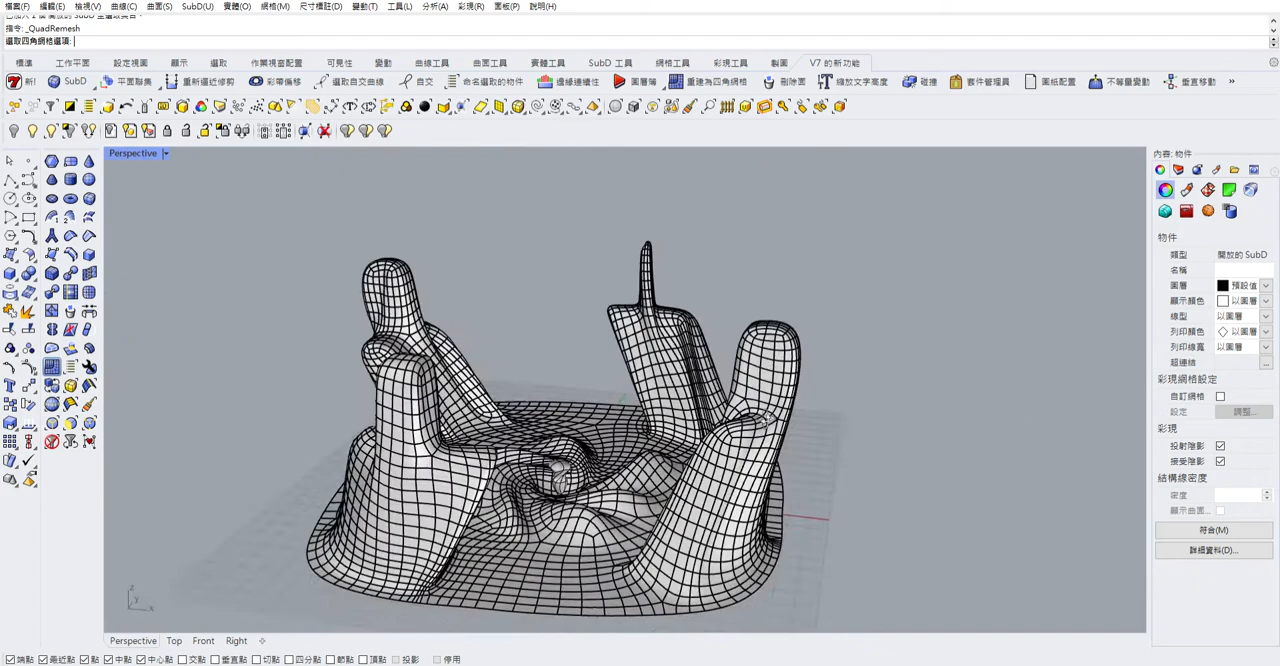 檔案(F) 編輯(E) 檢視(V) 曲線(C) 曲面(S) SubD(U) 實體(O) 網格(M) 尺寸標註(D) 變動(T) 工具(L) 分析(A) 彩現(R) 面板(P) 說明(H)
指令: _QuadRemesh
選取四角網格選項:
標準 工作平面 設定視圖 顯示 選取 作業視窗配置 可見性 變動 曲線工具 曲面工具 實體工具 SubD 工具 網格工具 彩現工具 製圖 V7 的新功能
新! SubD 平面聯集 重新逼近修剪 彩帶偏移 選取自交曲線 自交 命名選取的物件 邊緣連續性 圖層簿 重建為四角網格 刪除面 縮放文字高度 碰撞 套件管理員 圖紙配置 不等量變動 垂直移動 »
Perspective
內容: 物件
物件
類型 開放的 SubD
名稱
圖層 預設值
顯示顏色 以圖層
線型 以圖層
列印顏色 以圖層
列印線寬 以圖層
超連結 ...
彩現網格設定
自訂網格
設定 調整...
彩現
投射陰影
接受陰影
結構線密度
密度
顯示曲面...
符合(M)
詳細資料(D)...
z
y
x
Perspective Top Front Right
端點 最近點 點 中點 中心點 交點 垂直點 切點 四分點 節點 頂點 投影 停用